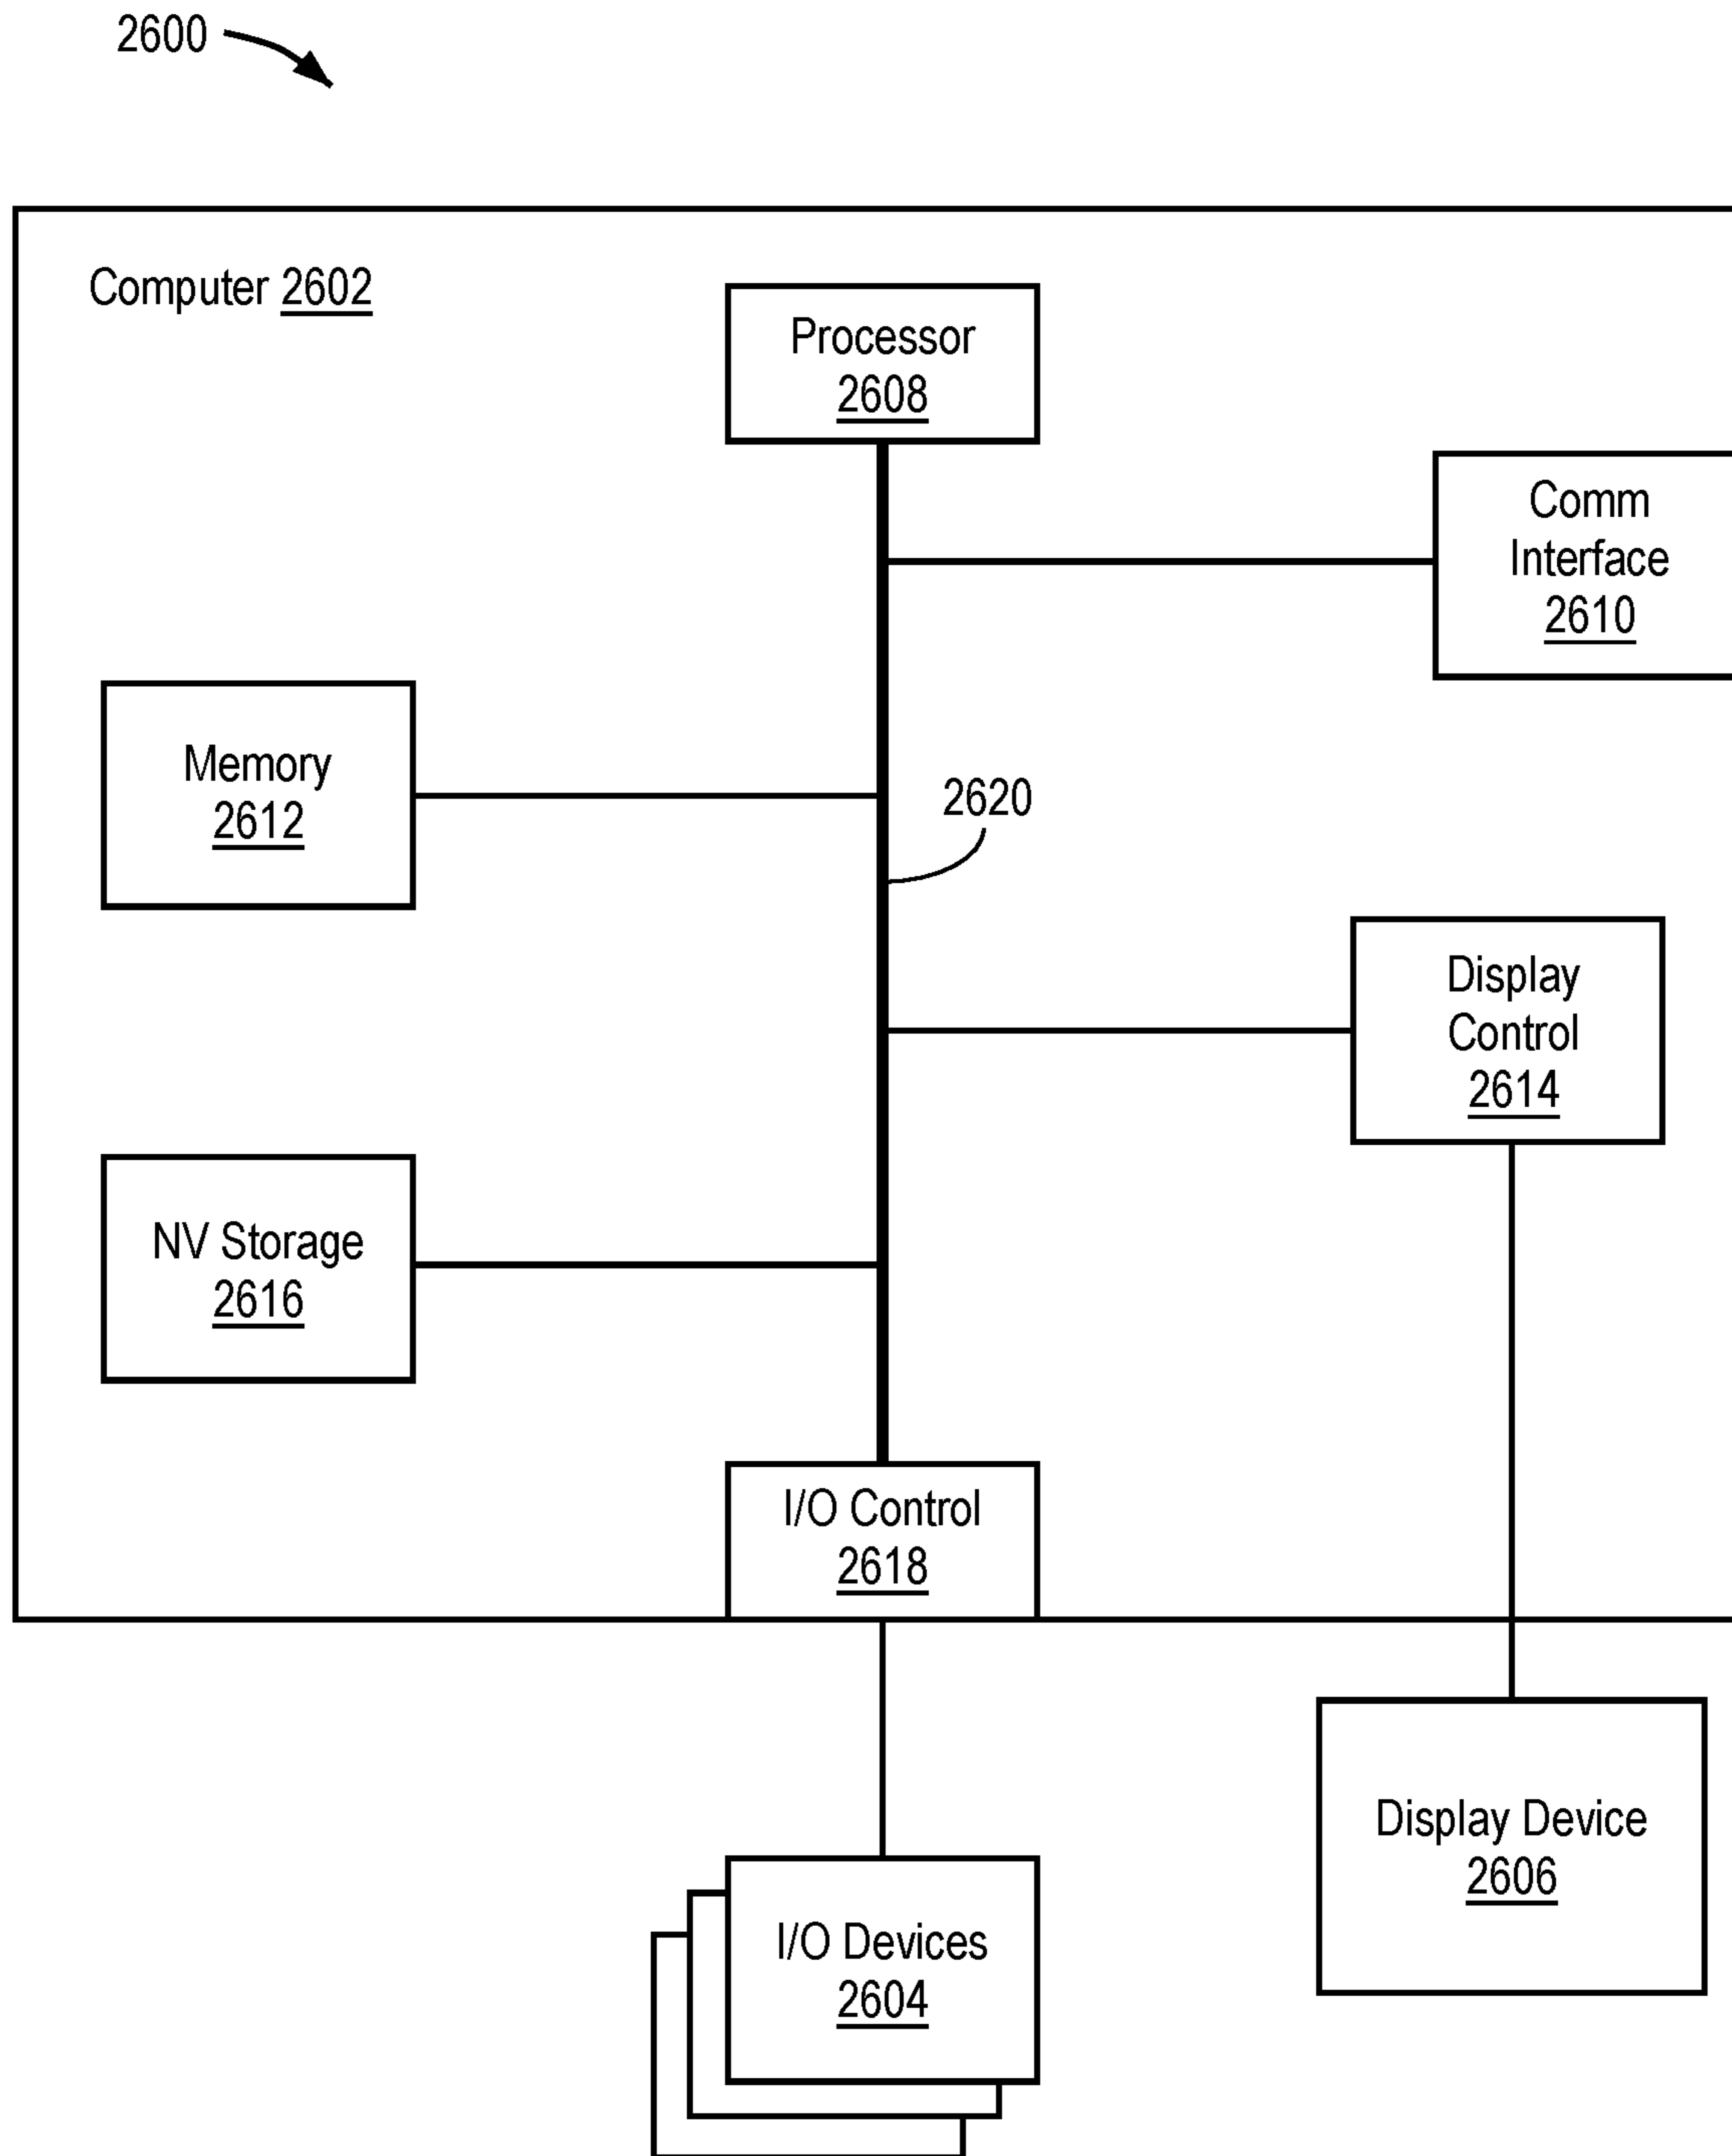 2600
Computer 2602
Processor
2608
Comm
Interface
2610
Memory
2612
2620
Display
Control
2614
NV Storage
2616
I/O Control
2618
Display Device
2606
I/O Devices
2604